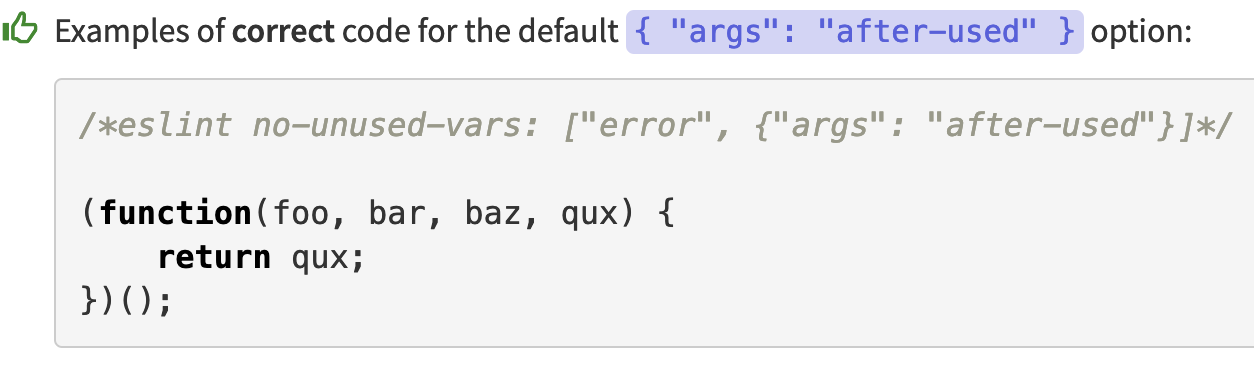 Examples of correct code for the default { "args": "after-used" } option:
/*eslint no-unused-vars: ["error", {"args": "after-used"}]*/
(function(foo, bar, baz, qux) {
    return qux;
})();